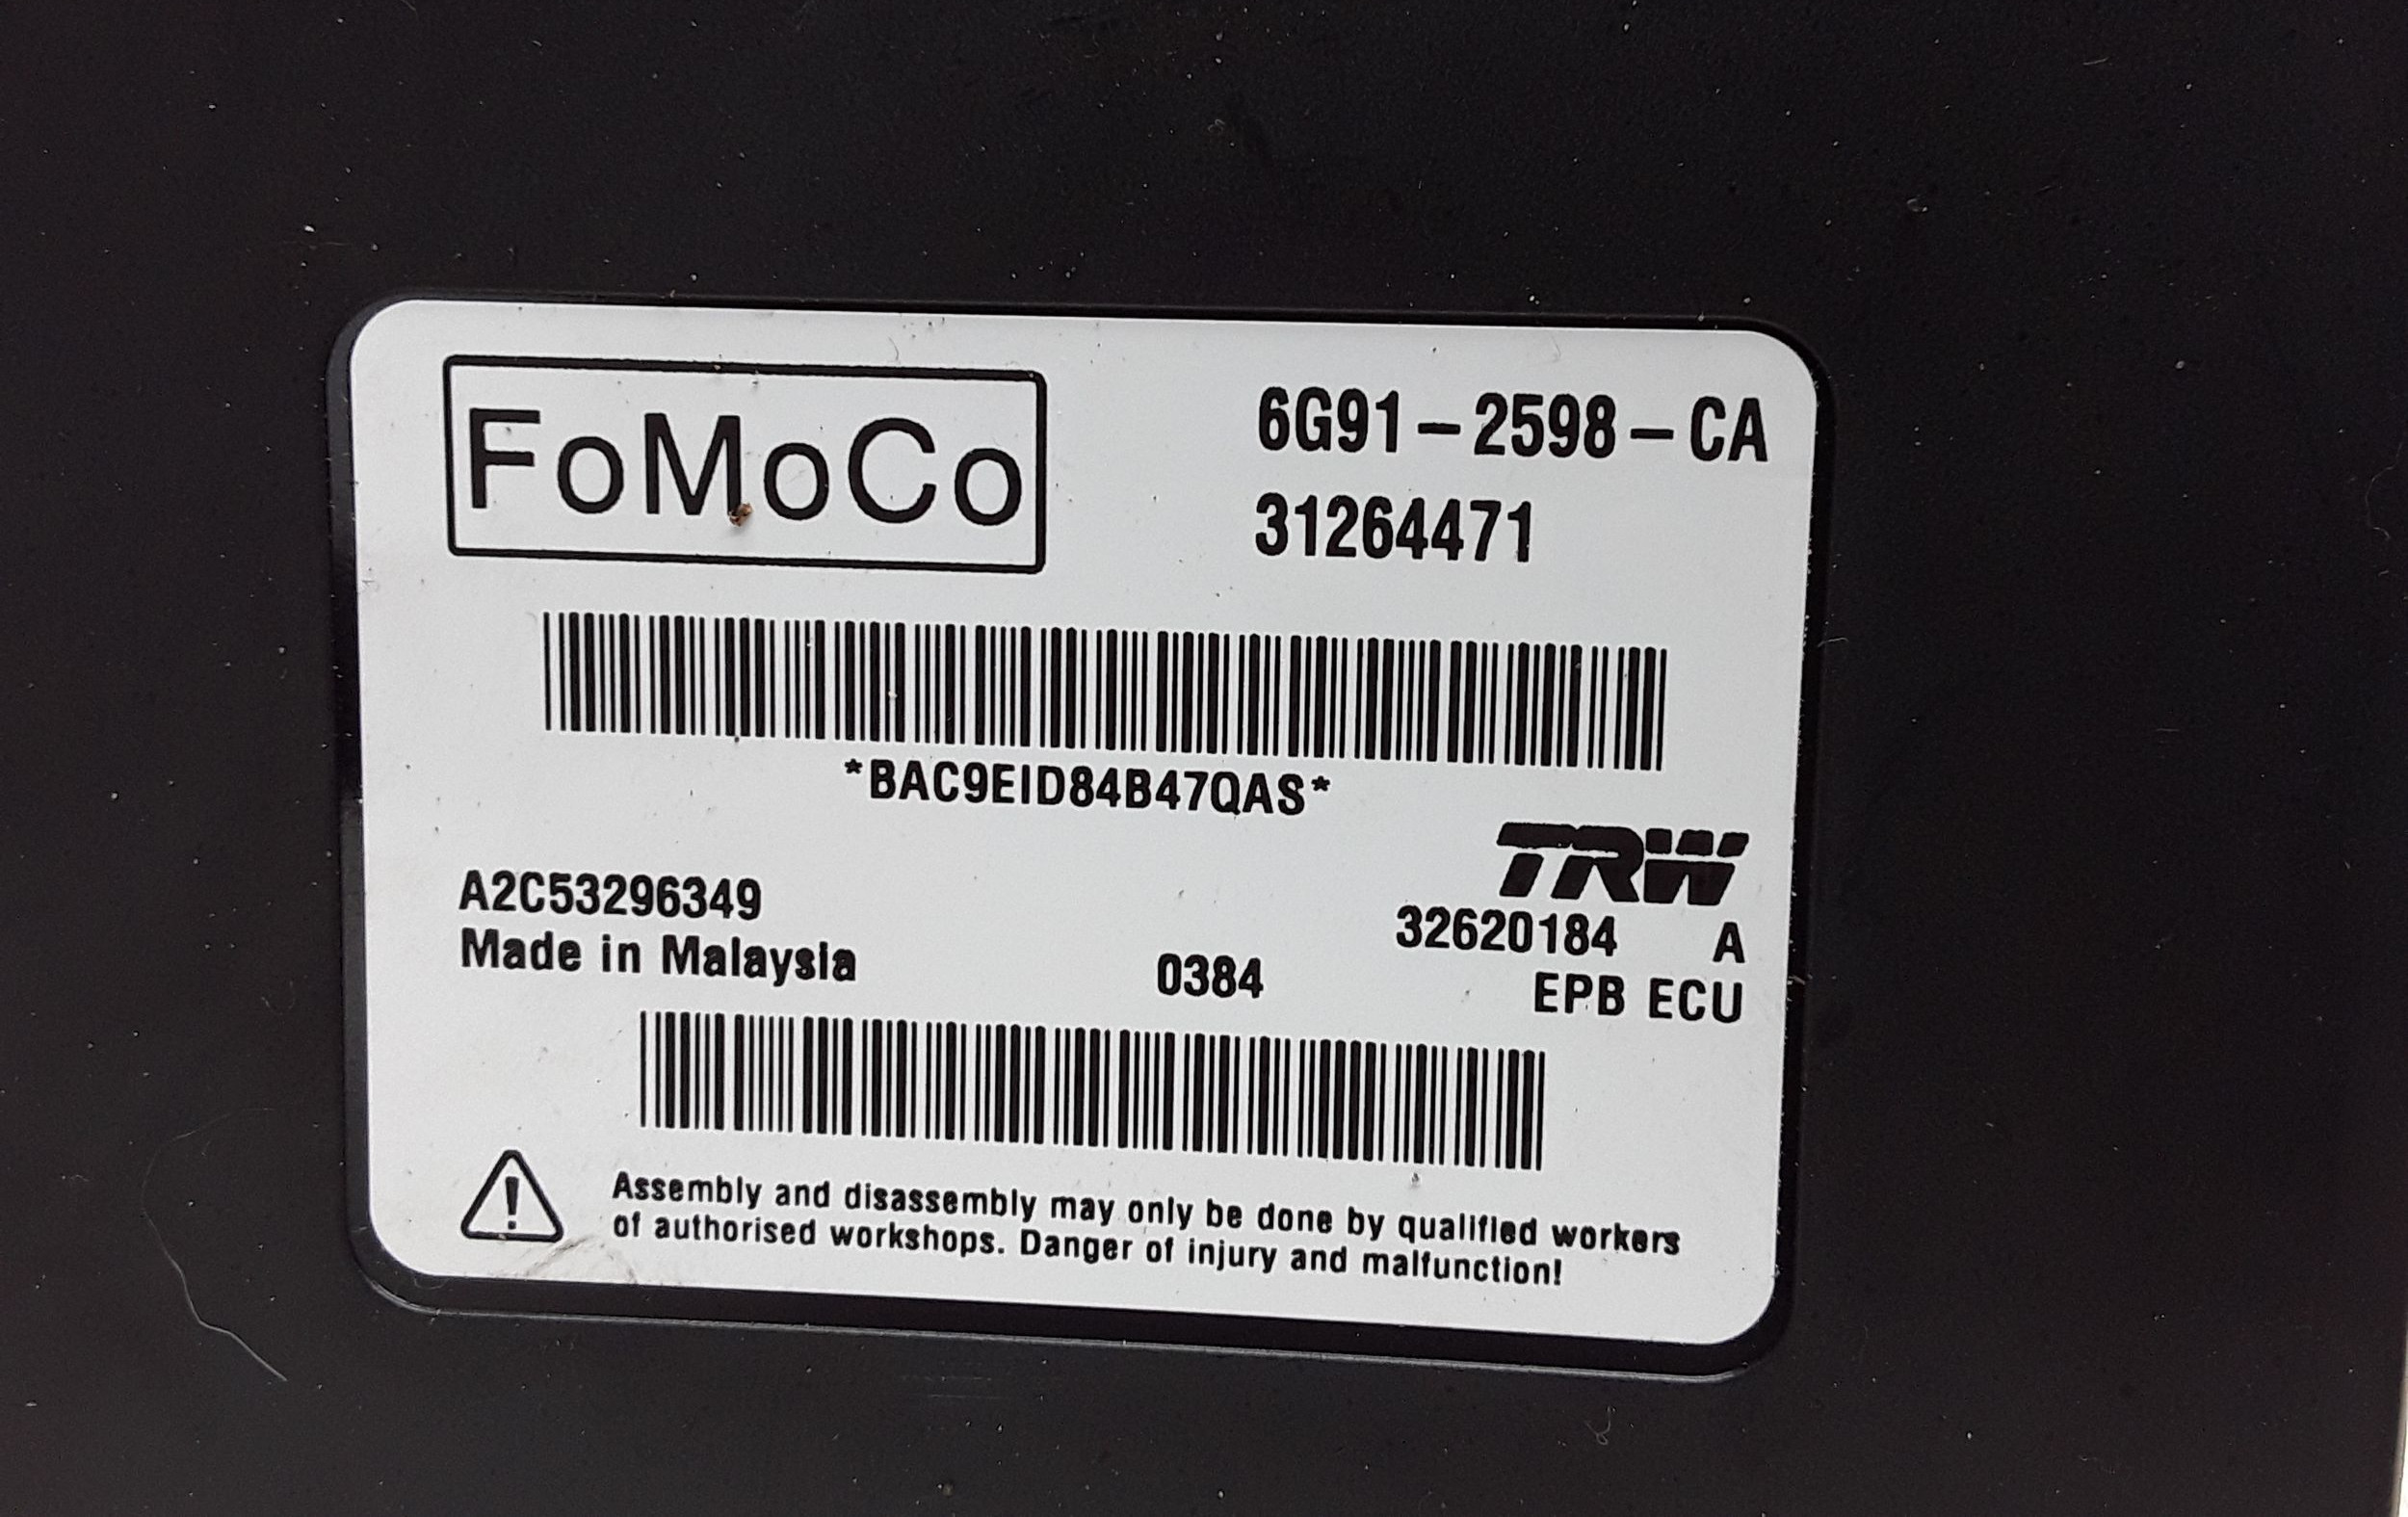 FoMoCo
6G91-2598-CA
31264471
*BAC9EID84B47QAS*
TRW
A2C53296349
32620184 A
Made in Malaysia
0384
EPB ECU
Assembly and disassembly may only be done by qualified workers
of authorised workshops. Danger of injury and malfunction!